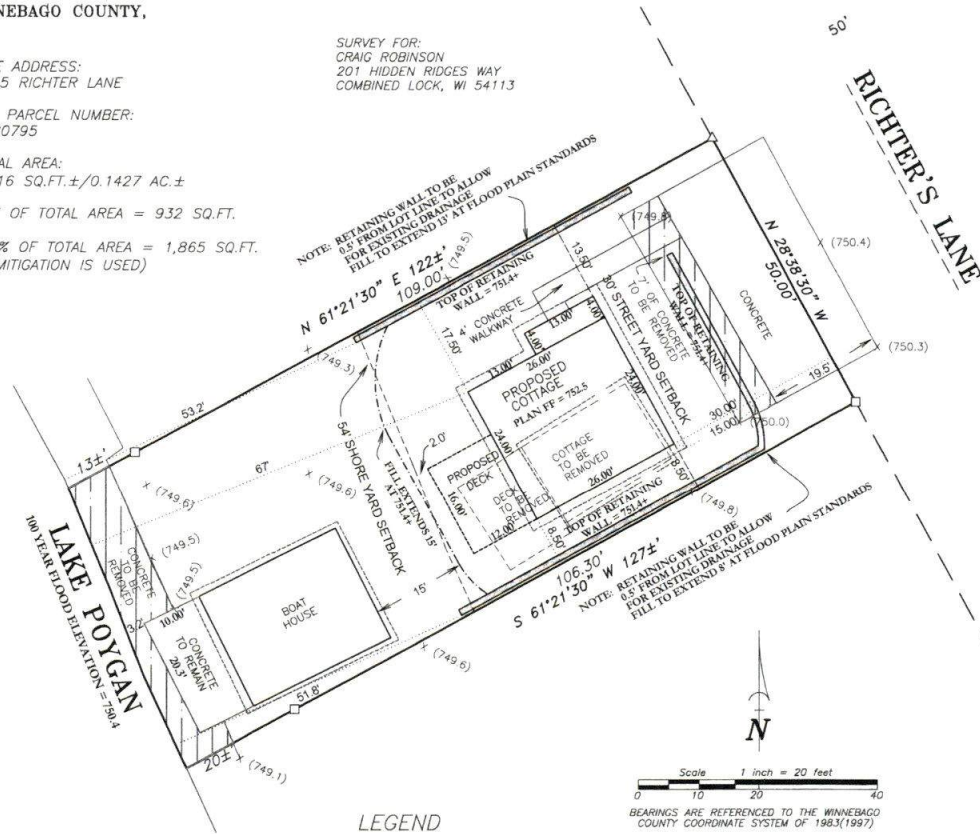 NEBAGO COUNTY,
E ADDRESS:
5 RICHTER LANE
PARCEL NUMBER:
0795
AL AREA:
16 SQ.FT.±/0.1427 AC.±
OF TOTAL AREA = 932 SQ.FT.
% OF TOTAL AREA = 1,865 SQ.FT.
MITIGATION IS USED)
SURVEY FOR:
CRAIG ROBINSON
201 HIDDEN RIDGES WAY
COMBINED LOCK, WI 54113
50'
RICHTER'S LANE
NOTE: RETAINING WALL TO BE
0.5' FROM LOT LINE TO ALLOW
FOR EXISTING DRAINAGE
FILL TO EXTEND 13' AT FLOOD PLAIN STANDARDS
N 61°21'30" E 122±'
109.00'
(749.5)
TOP OF RETAINING
WALL = 751.4+
13.50'
(749.8)
N 28°38'30" W
50.00'
(750.4)
(750.3)
CONCRETE
7' OF CONCRETE
TO BE REMOVED
TOP OF RETAINING
WALL = 751.4+
30' STREET YARD SETBACK
19.5'
30.00'
15.00'
(750.0)
4' CONCRETE
WALKWAY
17.50'
13.00'
4.00'
4.00'
13.00'
26.00'
PROPOSED
COTTAGE
PLAN FF = 752.5
24.00'
24.00'
COTTAGE
TO BE
REMOVED
26.00'
8.50'
PROPOSED
DECK
DECK
TO BE
REMOVED
16.00'
12.00'
8.50'
TOP OF RETAINING
WALL = 751.4+
(749.8)
(749.3)
53.2'
67'
54' SHORE YARD SETBACK
2.0'
FILL EXTENDS 15'
AT 751.4+
13±'
(749.6)
(749.6)
(749.5)
(749.5)
LAKE POYGAN
100 YEAR FLOOD ELEVATION = 750.4
CONCRETE
TO BE
REMOVED
3.2'
10.00'
CONCRETE
TO REMAIN
20.3'
BOAT
HOUSE
15'
106.30'
S 61°21'30" W 127±'
NOTE: RETAINING WALL TO BE
0.5' FROM LOT LINE TO ALLOW
FOR EXISTING DRAINAGE
FILL TO EXTEND 8' AT FLOOD PLAIN STANDARDS
(749.6)
51.8'
20±'
(749.1)
N
Scale 1 inch = 20 feet
0 10 20 40
BEARINGS ARE REFERENCED TO THE WINNEBAGO
COUNTY COORDINATE SYSTEM OF 1983(1997)
LEGEND